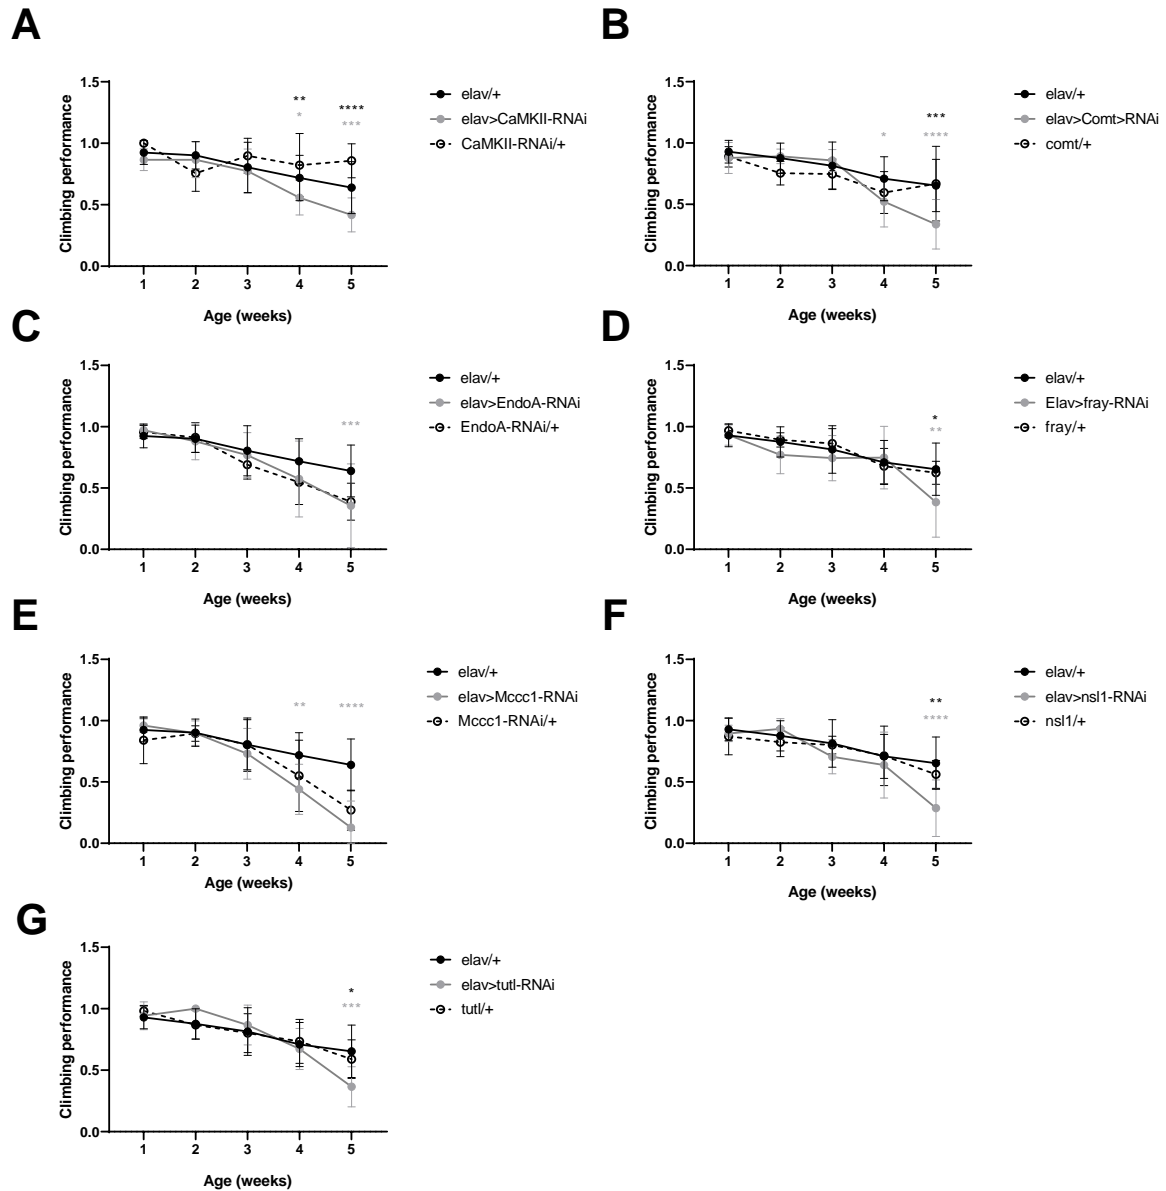 A
Climbing performance
1.5
1.0
0.5
0.0
** ****
* ***
1 2 3 4 5
Age (weeks)
elav/+
elav>CaMKII-RNAi
CaMKII-RNAi/+
B
Climbing performance
1.5
1.0
0.5
0.0
***
* ****
1 2 3 4 5
Age (weeks)
elav/+
elav>Comt>RNAi
comt/+
C
Climbing performance
1.5
1.0
0.5
0.0
***
1 2 3 4 5
Age (weeks)
elav/+
elav>EndoA-RNAi
EndoA-RNAi/+
D
Climbing performance
1.5
1.0
0.5
0.0
*
**
1 2 3 4 5
Age (weeks)
elav/+
Elav>fray-RNAi
fray/+
E
Climbing performance
1.5
1.0
0.5
0.0
** ****
1 2 3 4 5
Age (weeks)
elav/+
elav>Mccc1-RNAi
Mccc1-RNAi/+
F
Climbing performance
1.5
1.0
0.5
0.0
**
****
1 2 3 4 5
Age (weeks)
elav/+
elav>nsl1-RNAi
nsl1/+
G
Climbing performance
1.5
1.0
0.5
0.0
*
***
1 2 3 4 5
Age (weeks)
elav/+
elav>tutl-RNAi
tutl/+